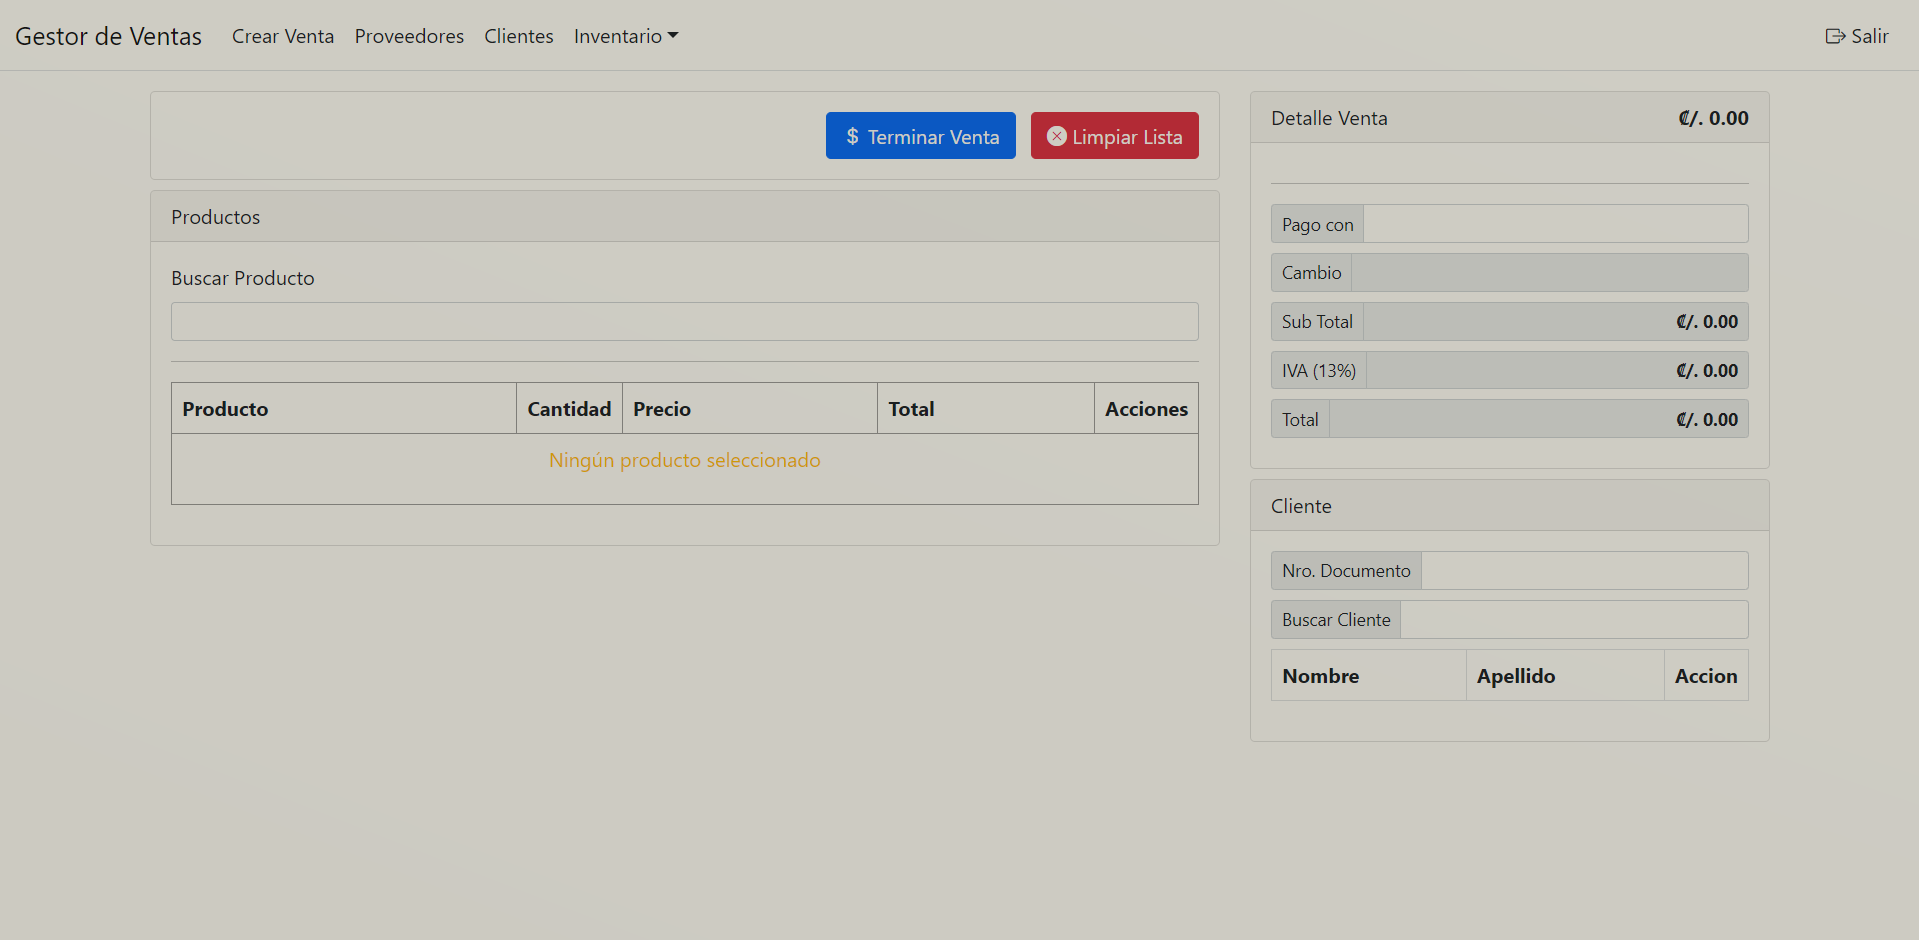 Gestor de Ventas Crear Venta Proveedores Clientes Inventario Salir
$ Terminar Venta Limpiar Lista
Productos
Buscar Producto
Producto Cantidad Precio Total Acciones
Ningún producto seleccionado
Detalle Venta ₡/. 0.00
Pago con
Cambio
Sub Total ₡/. 0.00
IVA (13%) ₡/. 0.00
Total ₡/. 0.00
Cliente
Nro. Documento
Buscar Cliente
Nombre Apellido Accion